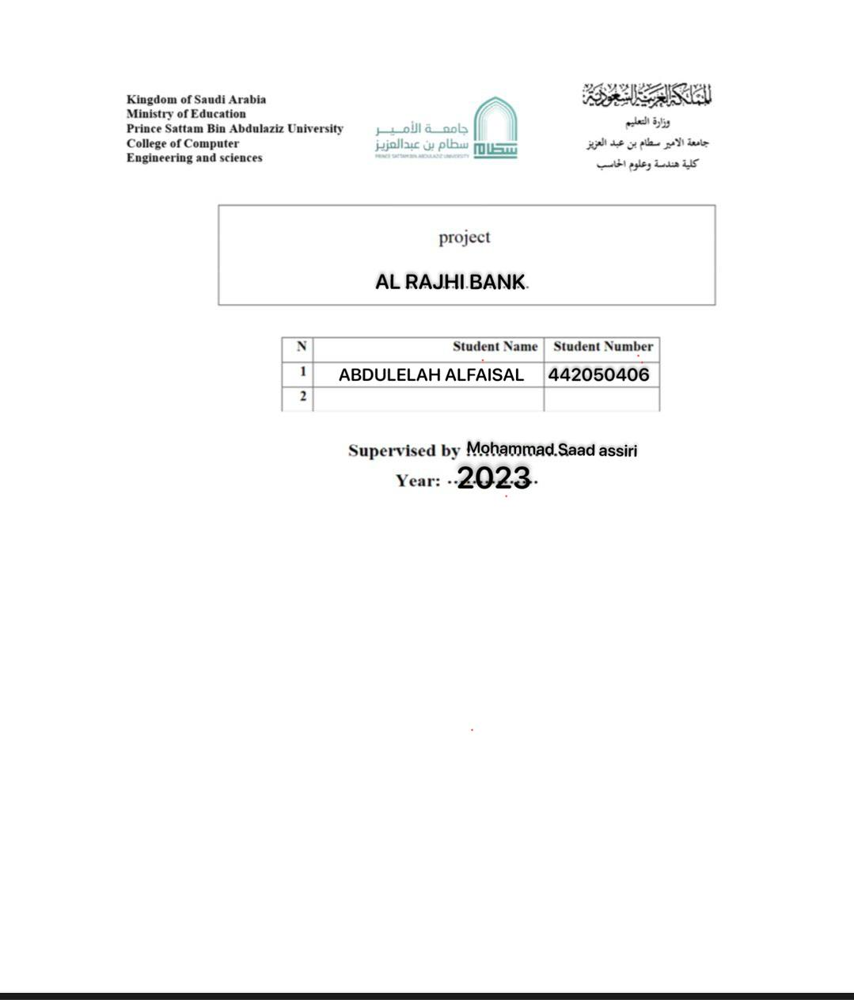 Kingdom of Saudi Arabia
Ministry of Education
Prince Sattam Bin Abdulaziz University
College of Computer
Engineering and sciences
جامعة الأمير
سطام بن عبدالعزيز
PRINCE SATTAM BIN ABDULAZIZ UNIVERSITY
سطام
المملكة العربية السعودية
وزارة التعليم
جامعة الامير سطام بن عبد العزيز
كلية هندسة وعلوم الحاسب
project
AL RAJHI BANK
N Student Name Student Number
1 ABDULELAH ALFAISAL 442050406
2
Supervised by Mohammad Saad assiri
Year: 2023